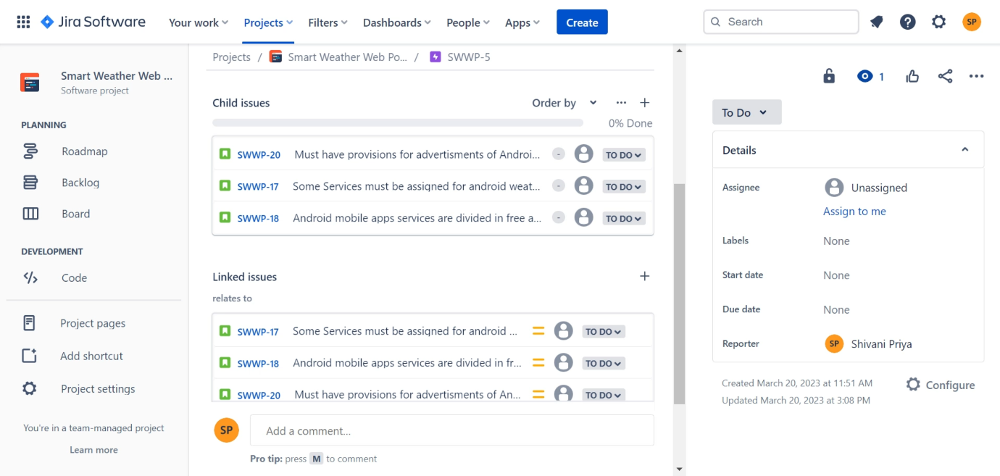 Jira Software
Your work
Projects
Filters
Dashboards
People
Apps
Create
Search
SP
Smart Weather Web ...
Software project
PLANNING
Roadmap
Backlog
Board
DEVELOPMENT
Code
Project pages
Add shortcut
Project settings
You're in a team-managed project
Learn more
Projects / Smart Weather Web Po... / SWWP-5
Child issues
Order by
0% Done
SWWP-20 Must have provisions for advertisments of Androi... - TO DO
SWWP-17 Some Services must be assigned for android weat... - TO DO
SWWP-18 Android mobile apps services are divided in free a... - TO DO
Linked issues
relates to
SWWP-17 Some Services must be assigned for android ... TO DO
SWWP-18 Android mobile apps services are divided in fr... TO DO
SWWP-20 Must have provisions for advertisments of An... TO DO
SP Add a comment...
Pro tip: press M to comment
1
To Do
Details
Assignee Unassigned
Assign to me
Labels None
Start date None
Due date None
Reporter SP Shivani Priya
Created March 20, 2023 at 11:51 AM
Updated March 20, 2023 at 3:08 PM
Configure